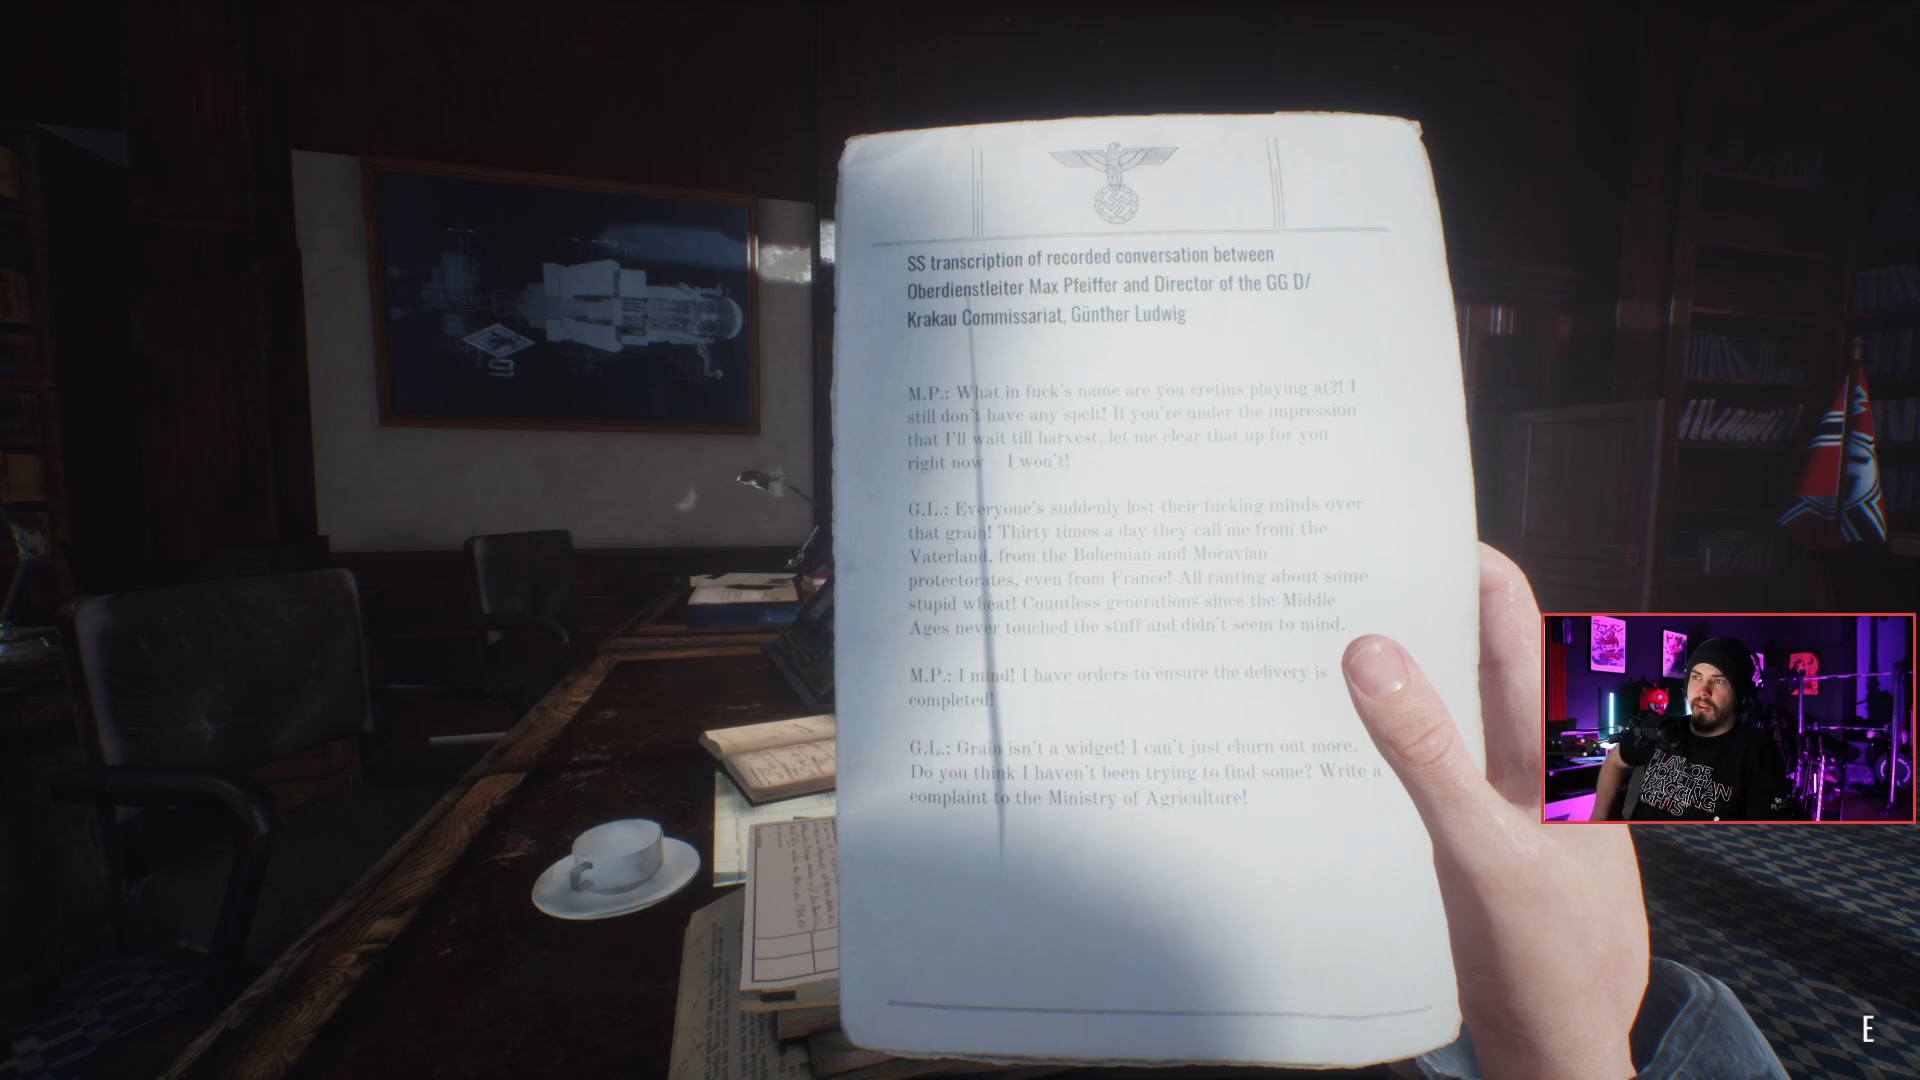 SS transcription of recorded conversation between
Oberdienstleiter Max Pfeiffer and Director of the GG D/
Krakau Commissariat, Günther Ludwig
M.P.: What in fuck's name are you cretins playing at?! I
still don't have any spelt! If you're under the impression
that I'll wait till harvest, let me clear that up for you
right now – I won't!
G.L.: Everyone's suddenly lost their fucking minds over
that grain! Thirty times a day they call me from the
Vaterland, from the Bohemian and Moravian
protectorates, even from France! All ranting about some
stupid wheat! Countless generations since the Middle
Ages never touched the stuff and didn't seem to mind.
M.P.: I mind! I have orders to ensure the delivery is
completed!
G.L.: Grain isn't a widget! I can't just churn out more.
Do you think I haven't been trying to find some? Write a
complaint to the Ministry of Agriculture!
E